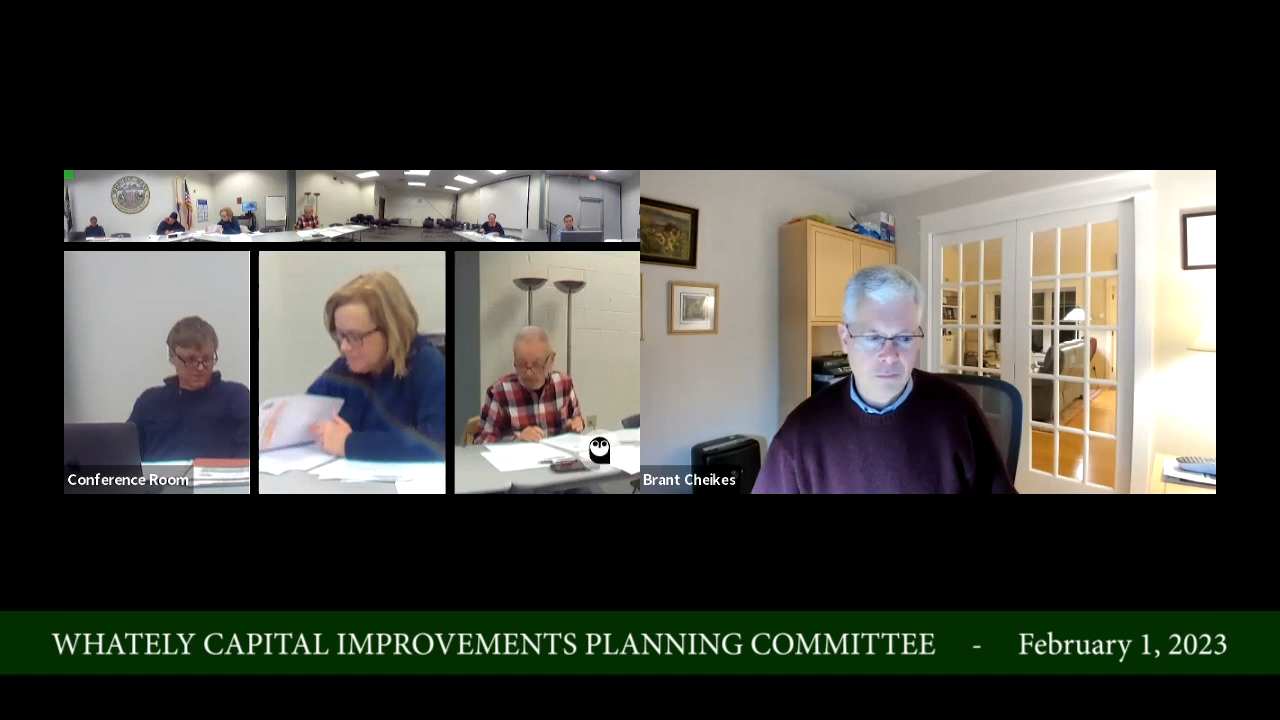 Conference Room
Brant Cheikes
WHATELY CAPITAL IMPROVEMENTS PLANNING COMMITTEE - February 1, 2023